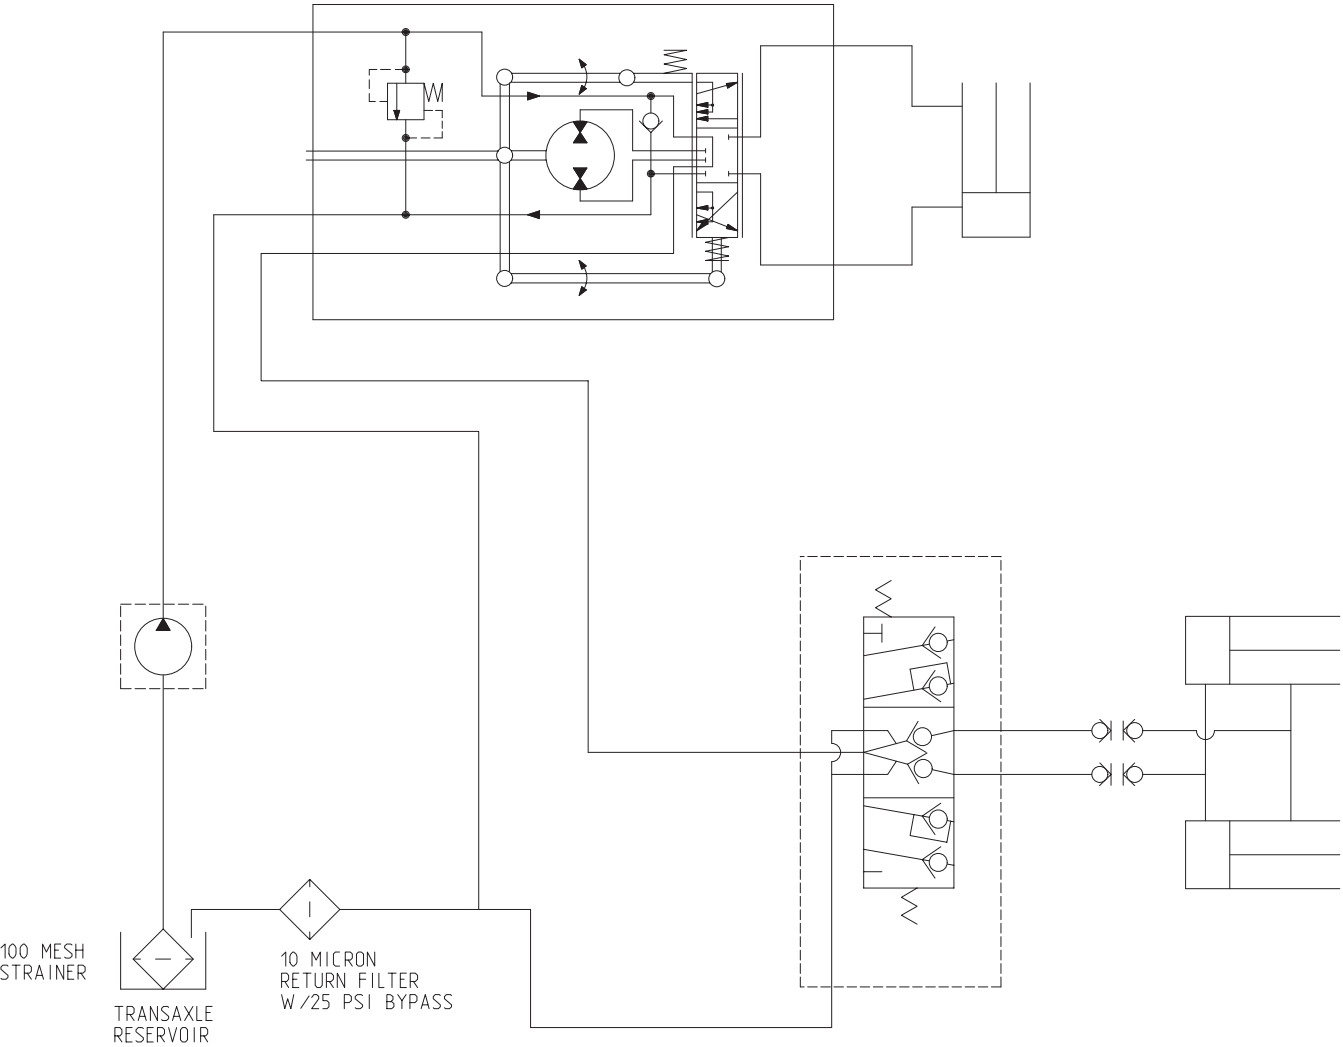 100 MESH
STRAINER
TRANSAXLE
RESERVOIR
10 MICRON
RETURN FILTER
W/25 PSI BYPASS